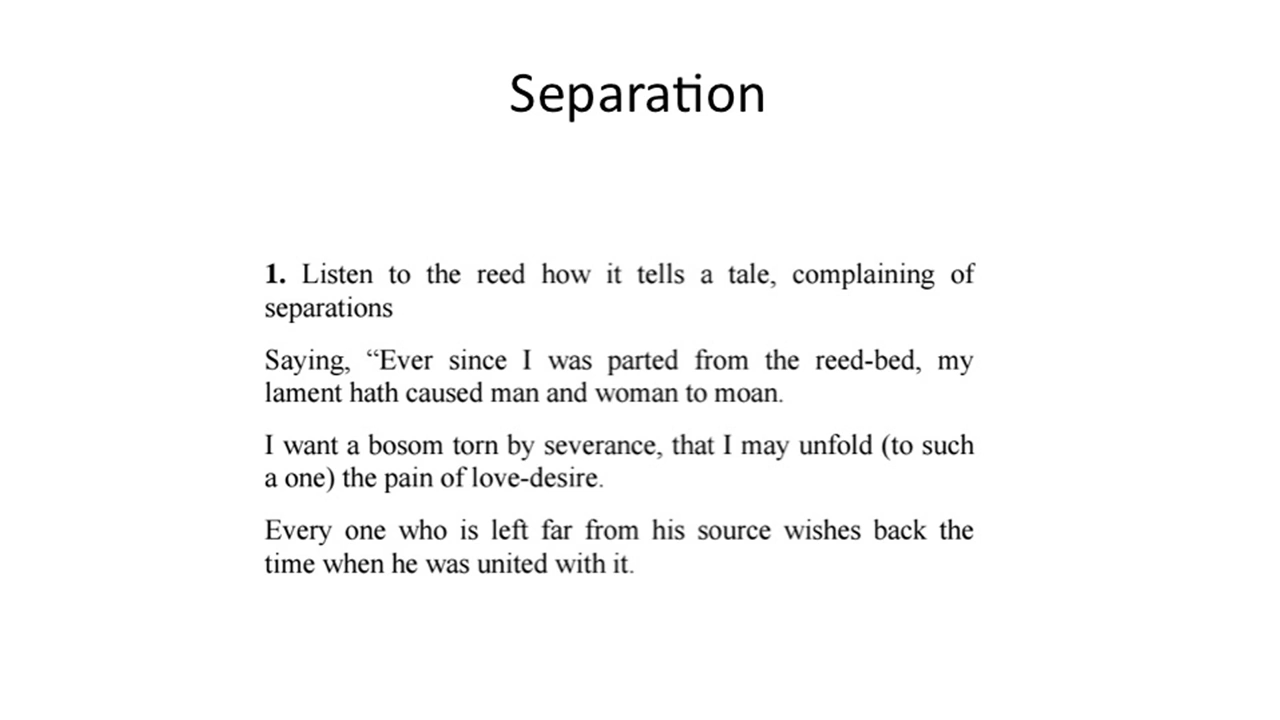 Separation
1. Listen to the reed how it tells a tale, complaining of
separations
Saying, “Ever since I was parted from the reed-bed, my
lament hath caused man and woman to moan.
I want a bosom torn by severance, that I may unfold (to such
a one) the pain of love-desire.
Every one who is left far from his source wishes back the
time when he was united with it.